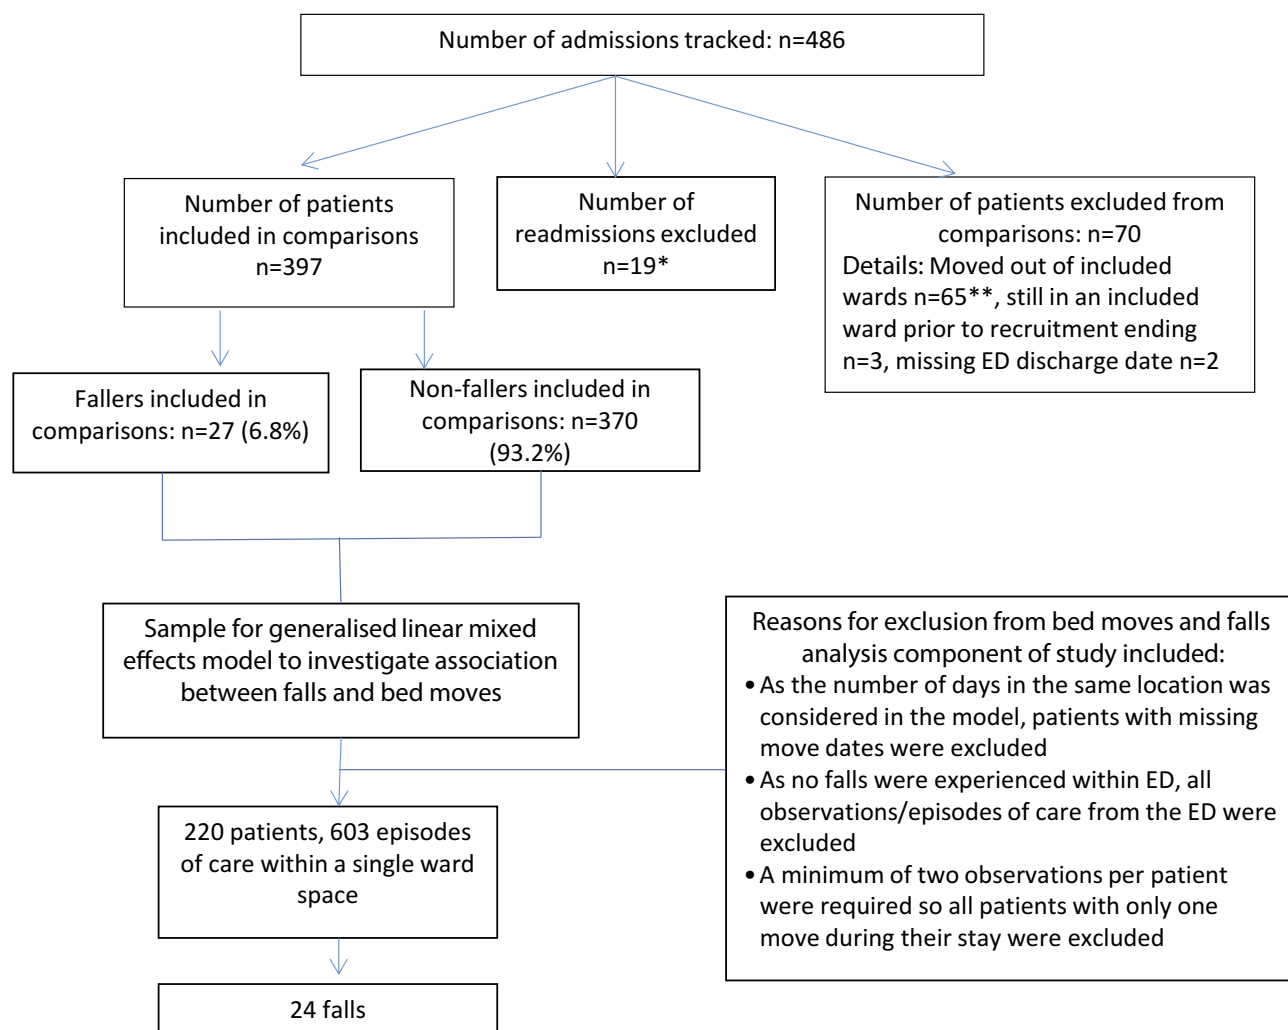 Number of admissions tracked: n=486
Number of patients
included in comparisons
n=397
Number of
readmissions excluded
n=19*
Number of patients excluded from
comparisons: n=70
Details: Moved out of included
wards n=65**, still in an included
ward prior to recruitment ending
n=3, missing ED discharge date n=2
Fallers included in
comparisons: n=27 (6.8%)
Non-fallers included in
comparisons: n=370
(93.2%)
Sample for generalised linear mixed
effects model to investigate association
between falls and bed moves
Reasons for exclusion from bed moves and falls
analysis component of study included:
• As the number of days in the same location was
considered in the model, patients with missing
move dates were excluded
• As no falls were experienced within ED, all
observations/episodes of care from the ED were
excluded
• A minimum of two observations per patient
were required so all patients with only one
move during their stay were excluded
220 patients, 603 episodes
of care within a single ward
space
24 falls